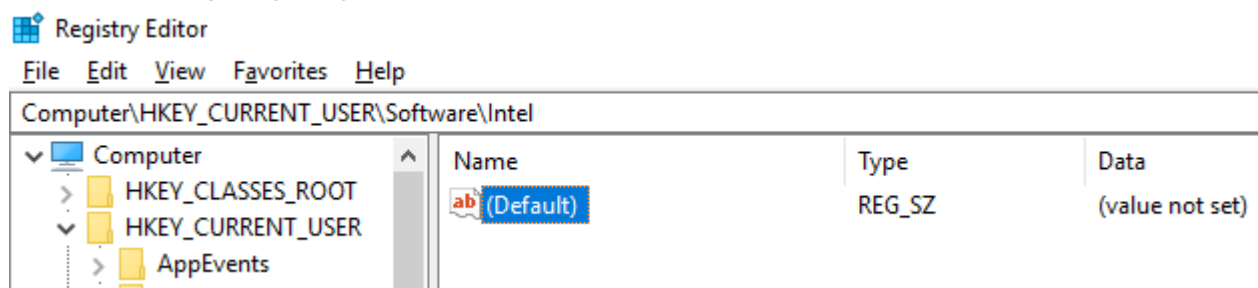 Registry Editor
File Edit View Favorites Help
Computer\HKEY_CURRENT_USER\Software\Intel
Computer
HKEY_CLASSES_ROOT
HKEY_CURRENT_USER
AppEvents
Name Type Data
ab (Default) REG_SZ (value not set)